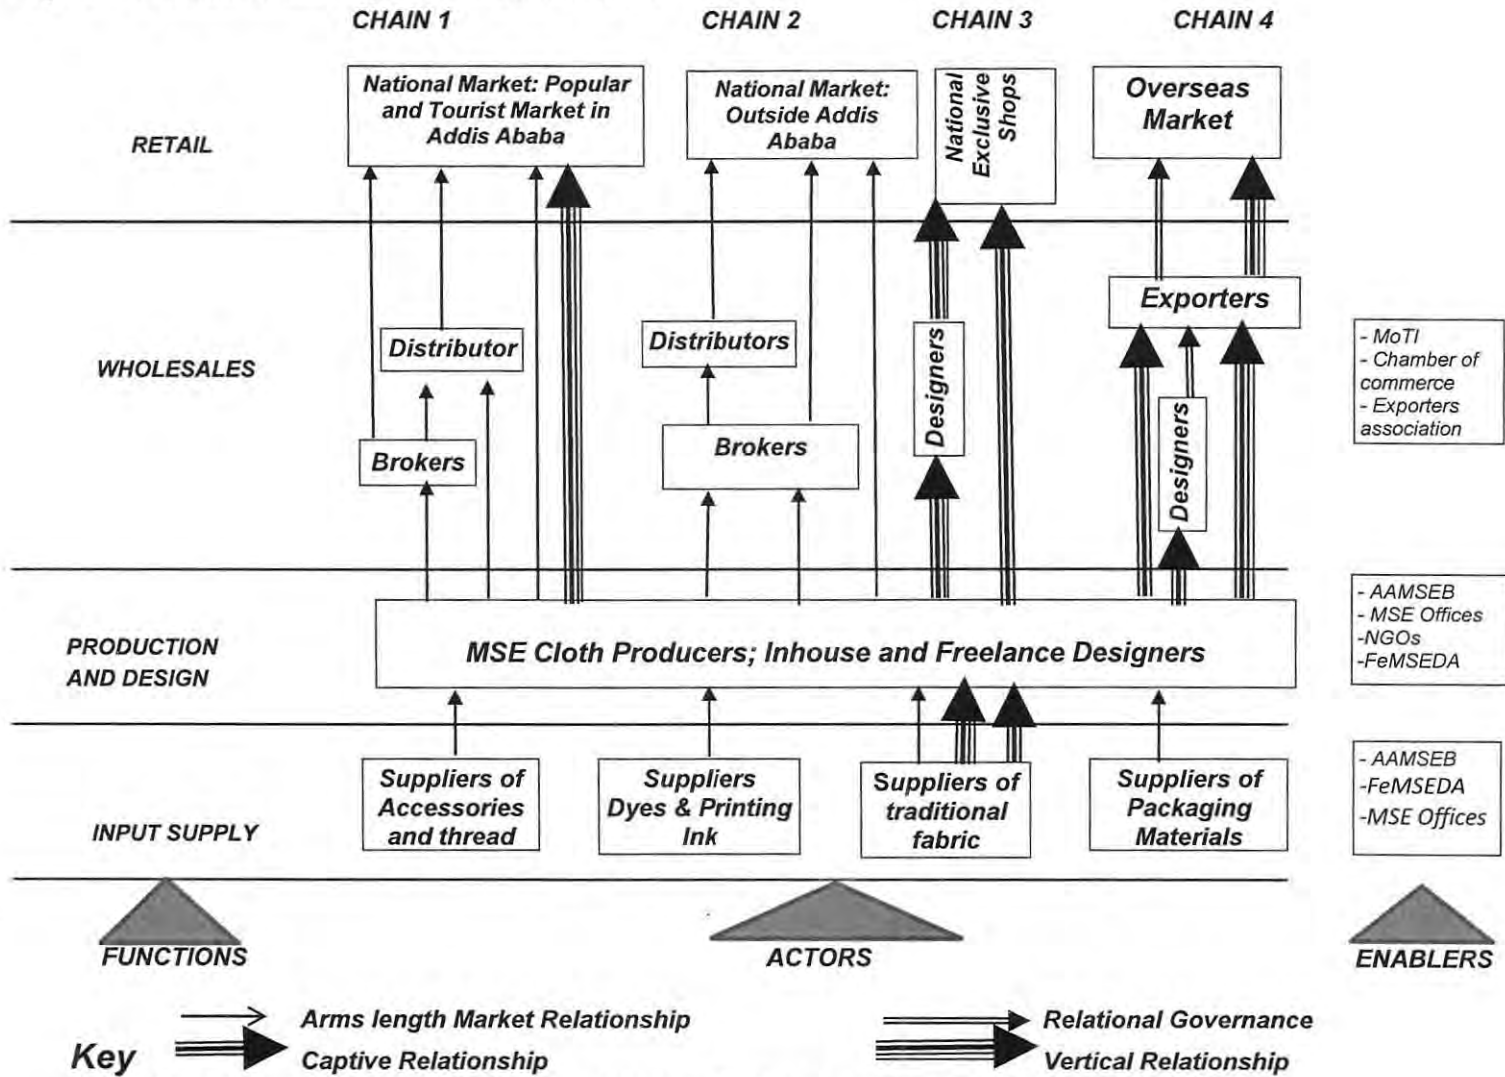 CHAIN 1
CHAIN 2
CHAIN 3
CHAIN 4
RETAIL
National Market: Popular
and Tourist Market in
Addis Ababa
National Market:
Outside Addis
Ababa
National
Exclusive
Shops
Overseas
Market
WHOLESALES
Distributor
Brokers
Distributors
Brokers
Designers
Exporters
Designers
- MoTI
- Chamber of
commerce
- Exporters
association
PRODUCTION
AND DESIGN
MSE Cloth Producers; Inhouse and Freelance Designers
- AAMSEB
- MSE Offices
-NGOs
-FeMSEDA
INPUT SUPPLY
Suppliers of
Accessories
and thread
Suppliers
Dyes & Printing
Ink
Suppliers of
traditional
fabric
Suppliers of
Packaging
Materials
- AAMSEB
-FeMSEDA
-MSE Offices
FUNCTIONS
ACTORS
ENABLERS
Key
Arms length Market Relationship
Captive Relationship
Relational Governance
Vertical Relationship